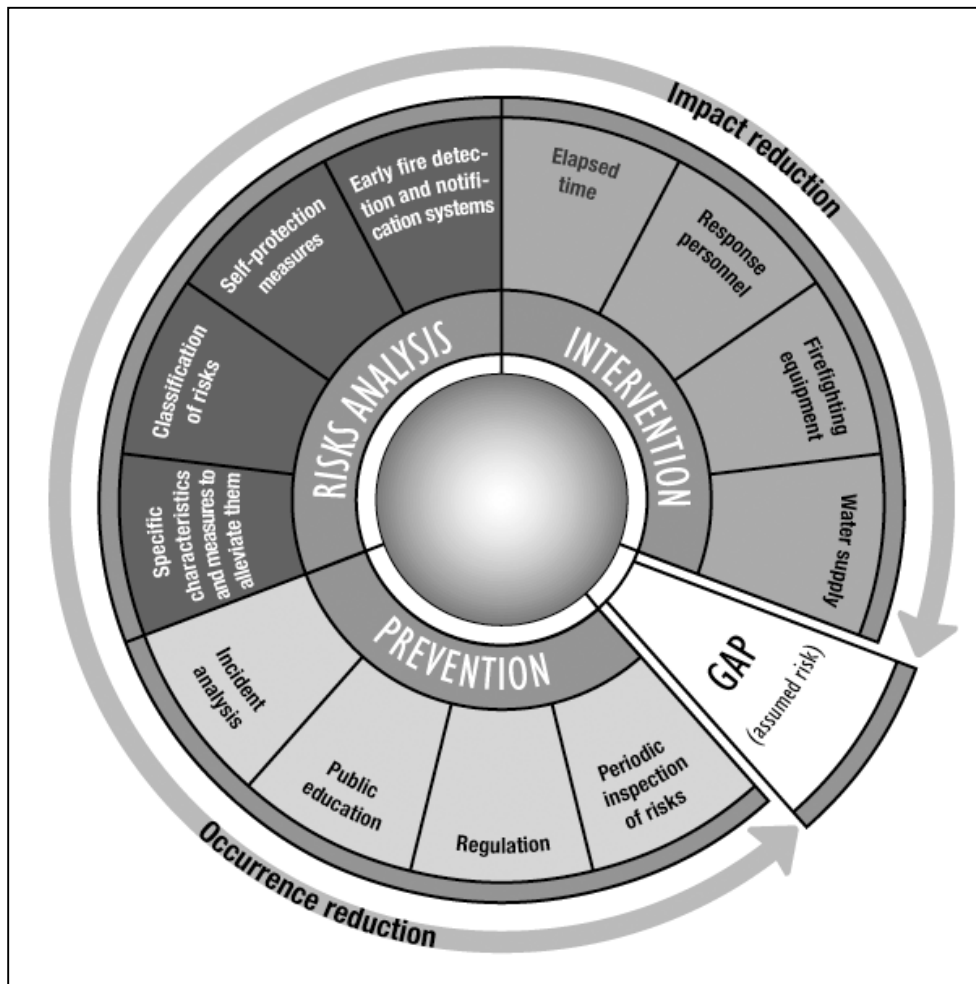 Impact reduction
Early fire detec-
tion and notifi-
cation systems
Elapsed
time
Self-protection
measures
Response
personnel
Classification
of risks
Firefighting
equipment
Specific
characteristics
and measures to
alleviate them
Water supply
RISKS ANALYSIS
INTERVENTION
PREVENTION
GAP
(assumed risk)
Incident
analysis
Public
education
Regulation
Periodic
inspection
of risks
Occurrence reduction